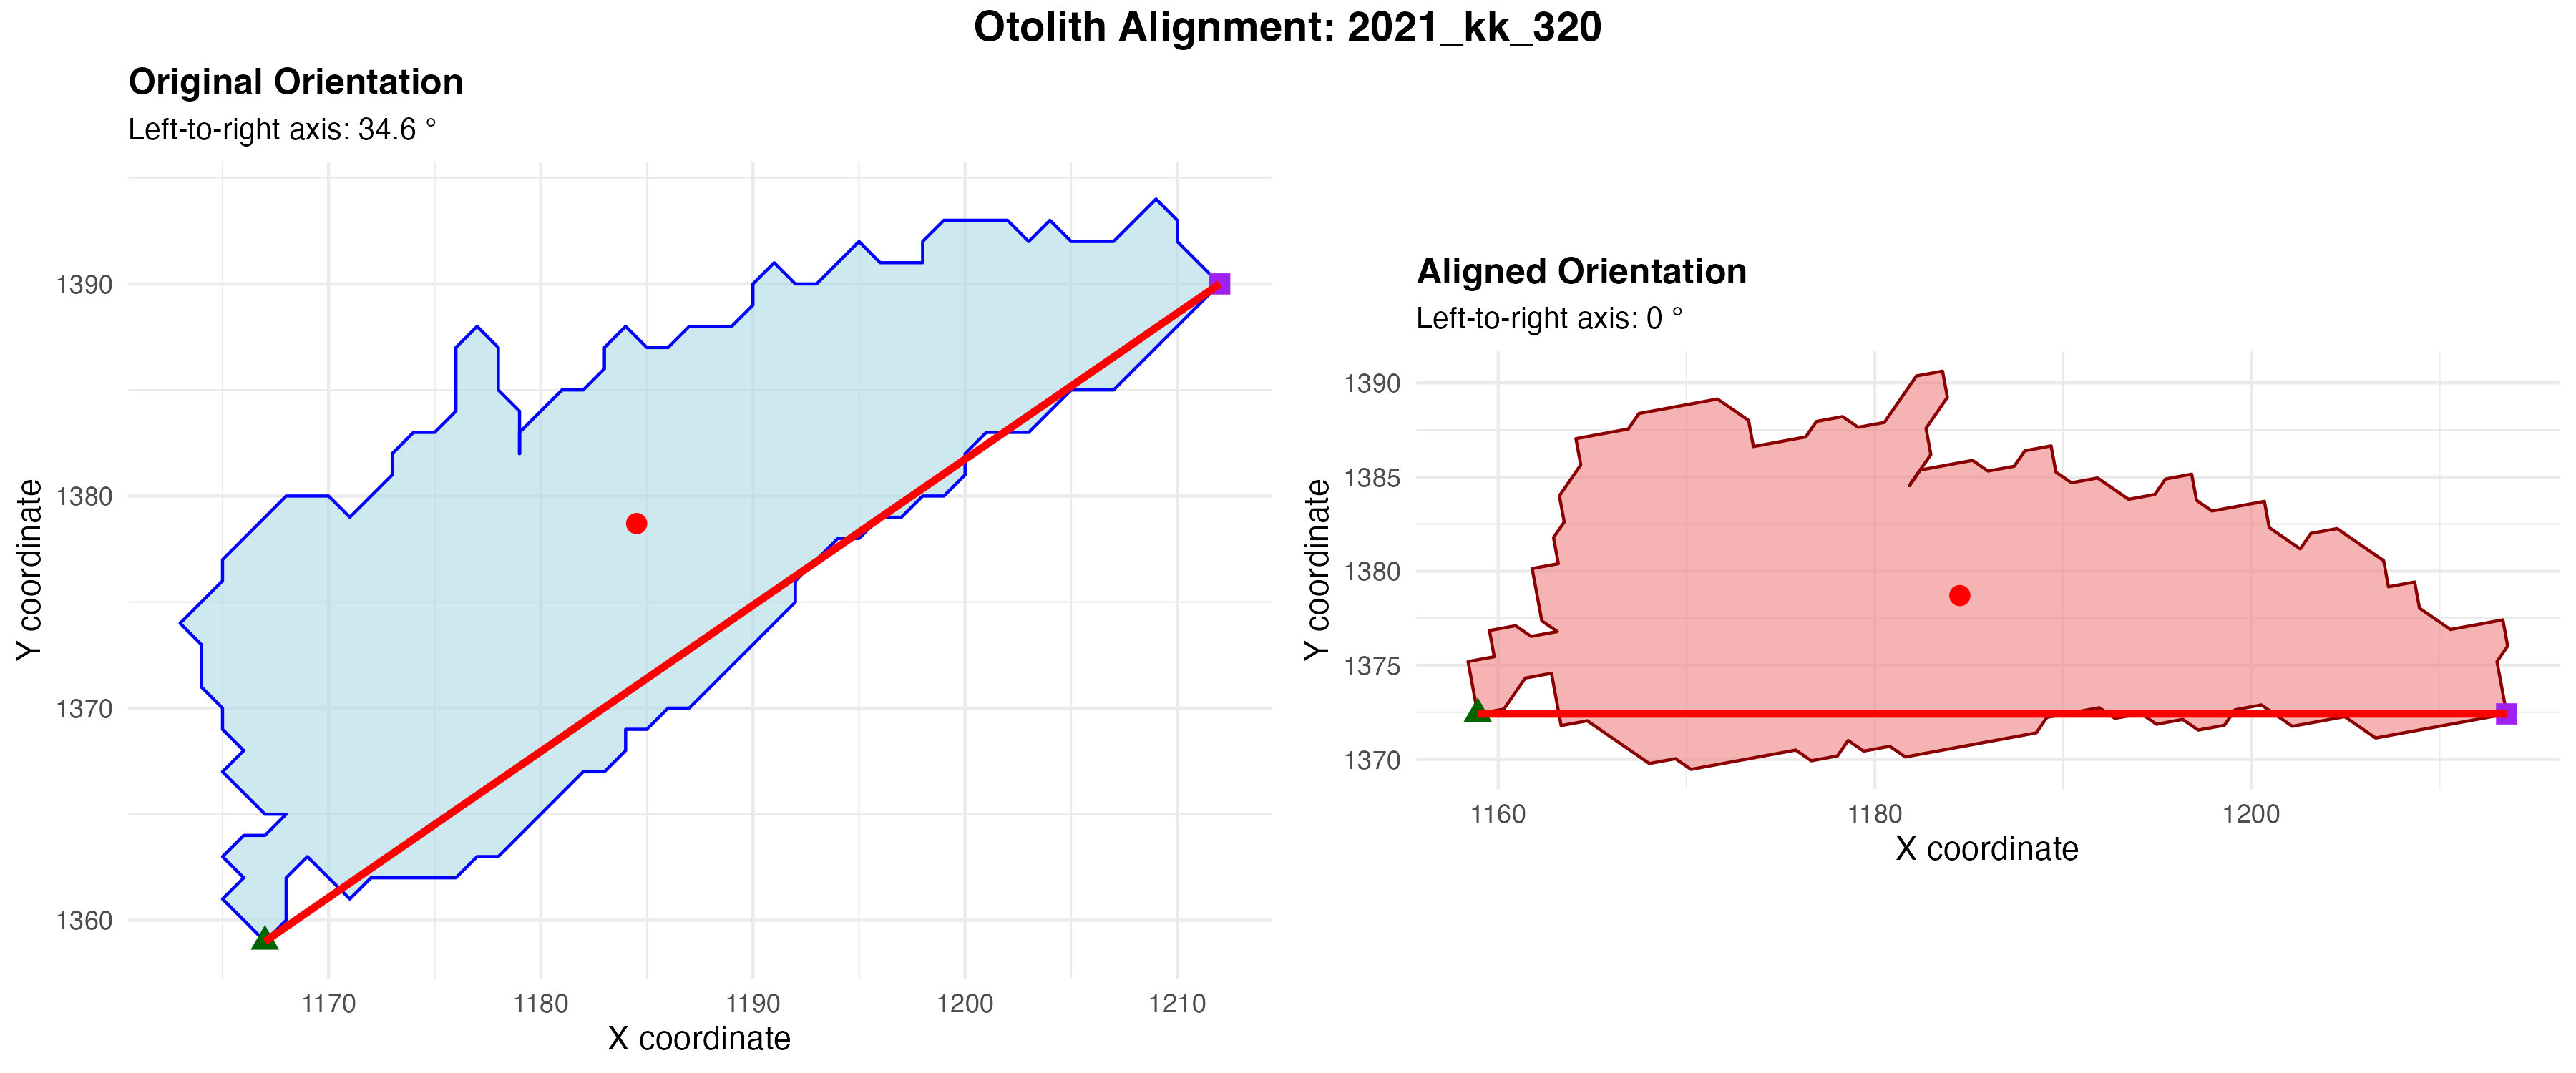 Otolith Alignment: 2021_kk_320
Original Orientation
Left-to-right axis: 34.6 °
Y coordinate
1390
1380
1370
1360
1170 1180 1190 1200 1210
X coordinate
Aligned Orientation
Left-to-right axis: 0 °
Y coordinate
1390
1385
1380
1375
1370
1160 1180 1200
X coordinate